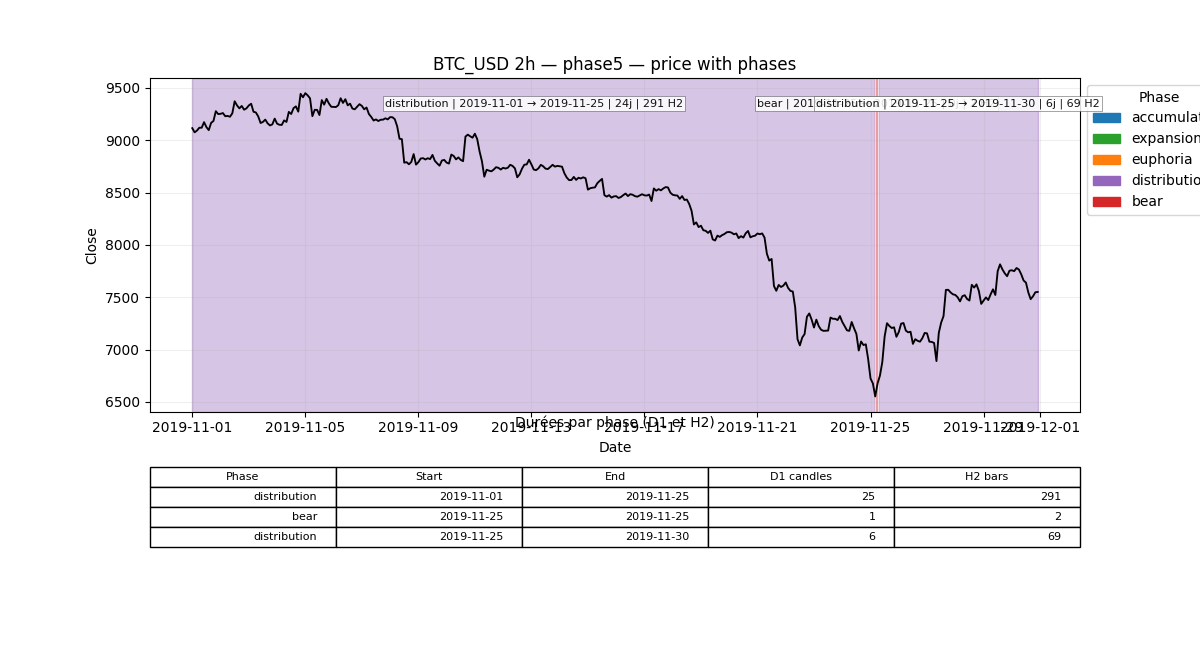 BTC_USD 2h — phase5 — price with phases
distribution | 2019-11-01 → 2019-11-25 | 24j | 291 H2
bear | 201
distribution | 2019-11-25 → 2019-11-30 | 6j | 69 H2
Phase
accumulat
expansion
euphoria
distributio
bear
Close
9500
9000
8500
8000
7500
7000
6500
2019-11-01 2019-11-05 2019-11-09 2019-11-13 2019-11-17 2019-11-21 2019-11-25 2019-11-29 2019-12-01
Durées par phase (D1 et H2)
Date
Phase Start End D1 candles H2 bars
distribution 2019-11-01 2019-11-25 25 291
bear 2019-11-25 2019-11-25 1 2
distribution 2019-11-25 2019-11-30 6 69